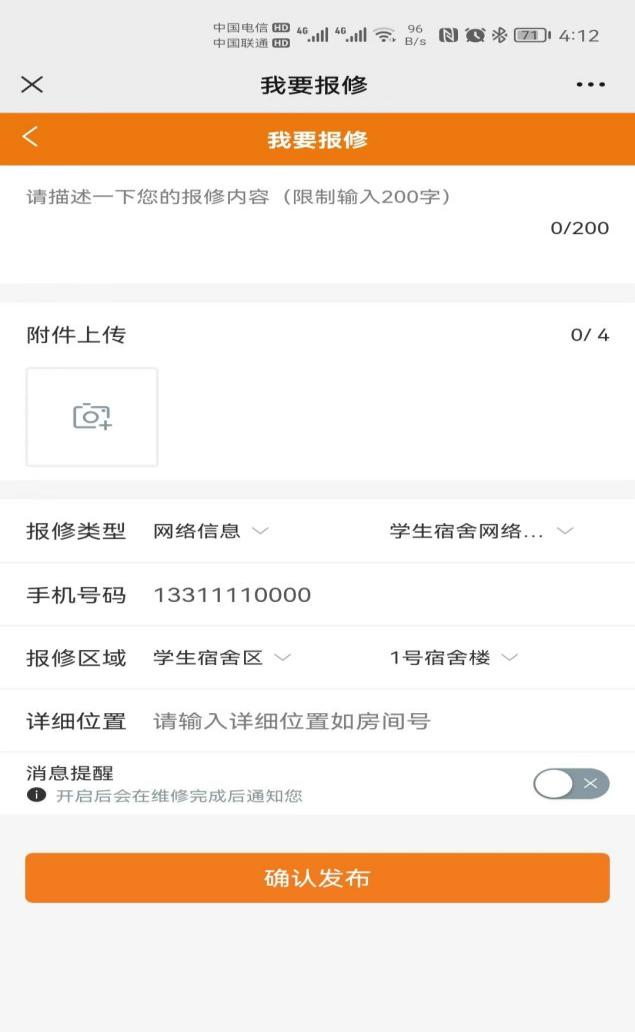 中国电信 HD 4G 4G 96 B/s 71 4:12
中国联通 HD
我要报修
我要报修
请描述一下您的报修内容（限制输入200字）
0/200
附件上传 0/ 4
报修类型 网络信息 学生宿舍网络...
手机号码 13311110000
报修区域 学生宿舍区 1号宿舍楼
详细位置 请输入详细位置如房间号
消息提醒
开启后会在维修完成后通知您
确认发布